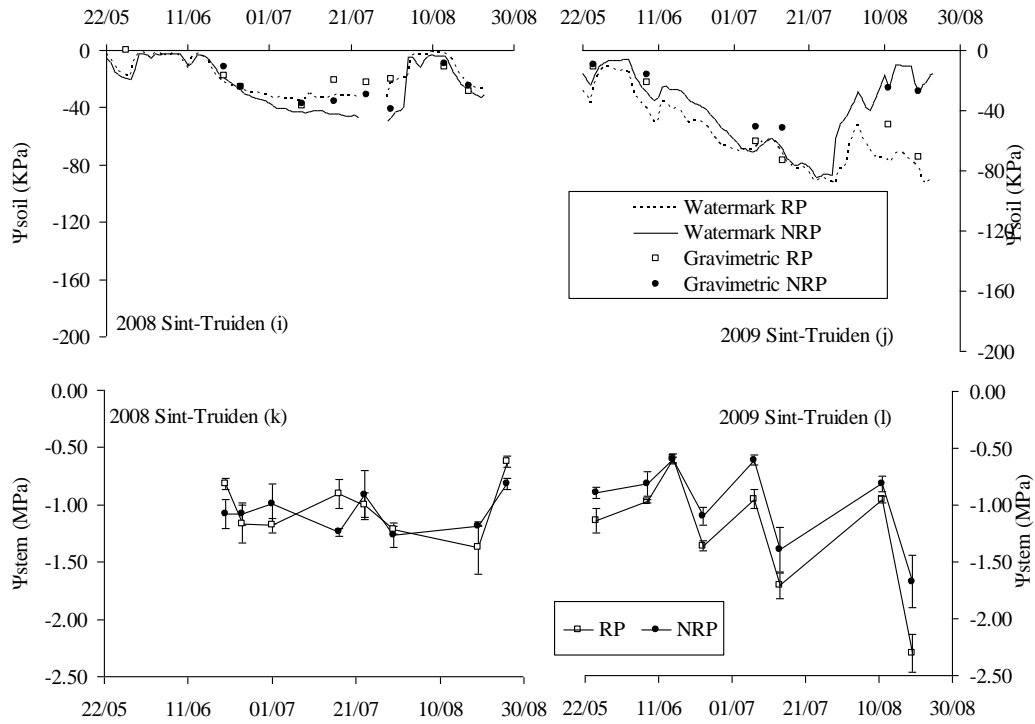 22/05 11/06 01/07 21/07 10/08 30/08
22/05 11/06 01/07 21/07 10/08 30/08
0
-40
-80
-120
-160
-200
Ψsoil (KPa)
2008 Sint-Truiden (i)
Watermark RP
Watermark NRP
Gravimetric RP
Gravimetric NRP
2009 Sint-Truiden (j)
0
-40
-80
-120
-160
-200
Ψsoil (KPa)
0.00
-0.50
-1.00
-1.50
-2.00
-2.50
Ψstem (MPa)
2008 Sint-Truiden (k)
22/05 11/06 01/07 21/07 10/08 30/08
2009 Sint-Truiden (l)
RP NRP
0.00
-0.50
-1.00
-1.50
-2.00
-2.50
Ψstem (MPa)
22/05 11/06 01/07 21/07 10/08 30/08